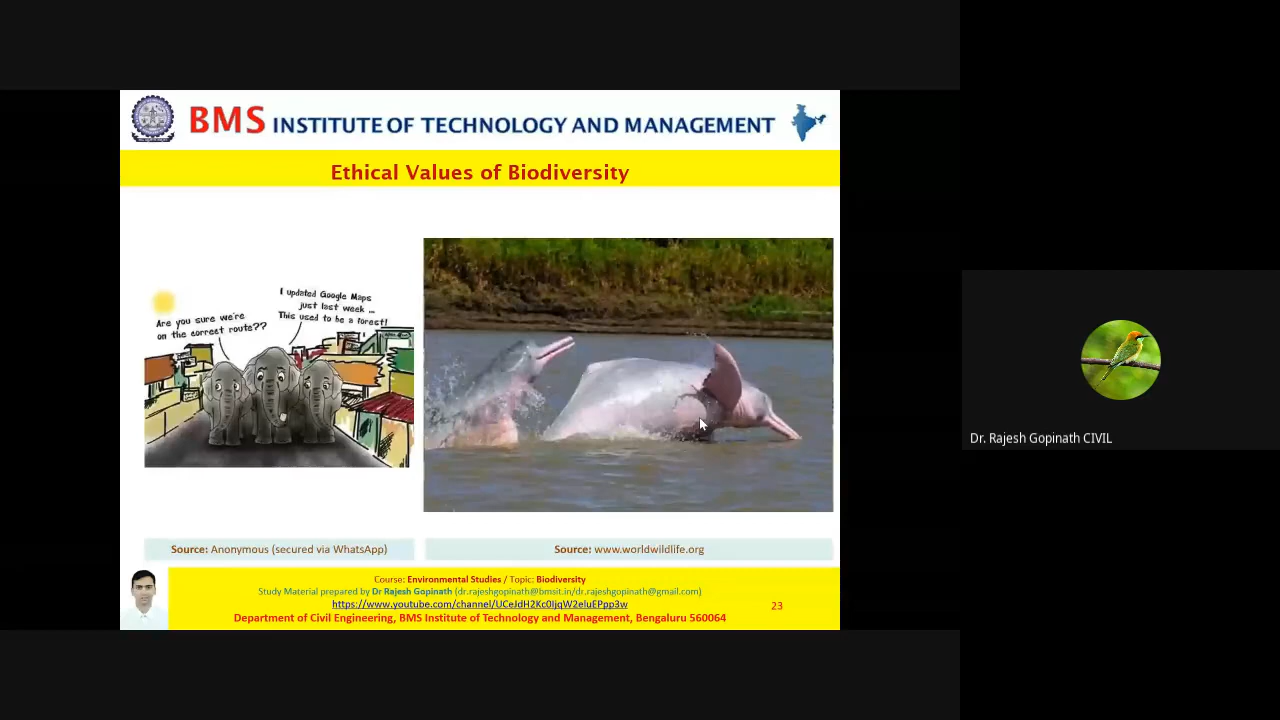 BMS INSTITUTE OF TECHNOLOGY AND MANAGEMENT
Ethical Values of Biodiversity
Are you sure we're
on the correct route??
I updated Google Maps
just last week ...
This used to be a forest!
Source: Anonymous (secured via WhatsApp)
Source: www.worldwildlife.org
Course: Environmental Studies / Topic: Biodiversity
Study Material prepared by Dr Rajesh Gopinath (dr.rajeshgopinath@bmsit.in/dr.rajeshgopinath@gmail.com)
https://www.youtube.com/channel/UCeJdH2Kc0IjqW2eIuEPpp3w
23
Department of Civil Engineering, BMS Institute of Technology and Management, Bengaluru 560064
Dr. Rajesh Gopinath CIVIL